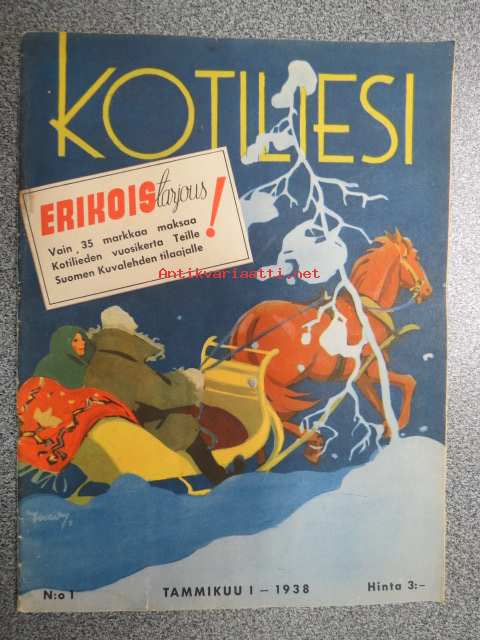 KOTILIESI
ERIKOIStarjous!
Vain 35 markkaa maksaa
Kotilieden vuosikerta Teille
Suomen Kuvalehden tilaajalle
Antikvariaatti.net
N:o 1
TAMMIKUU 1 – 1938
Hinta 3:–